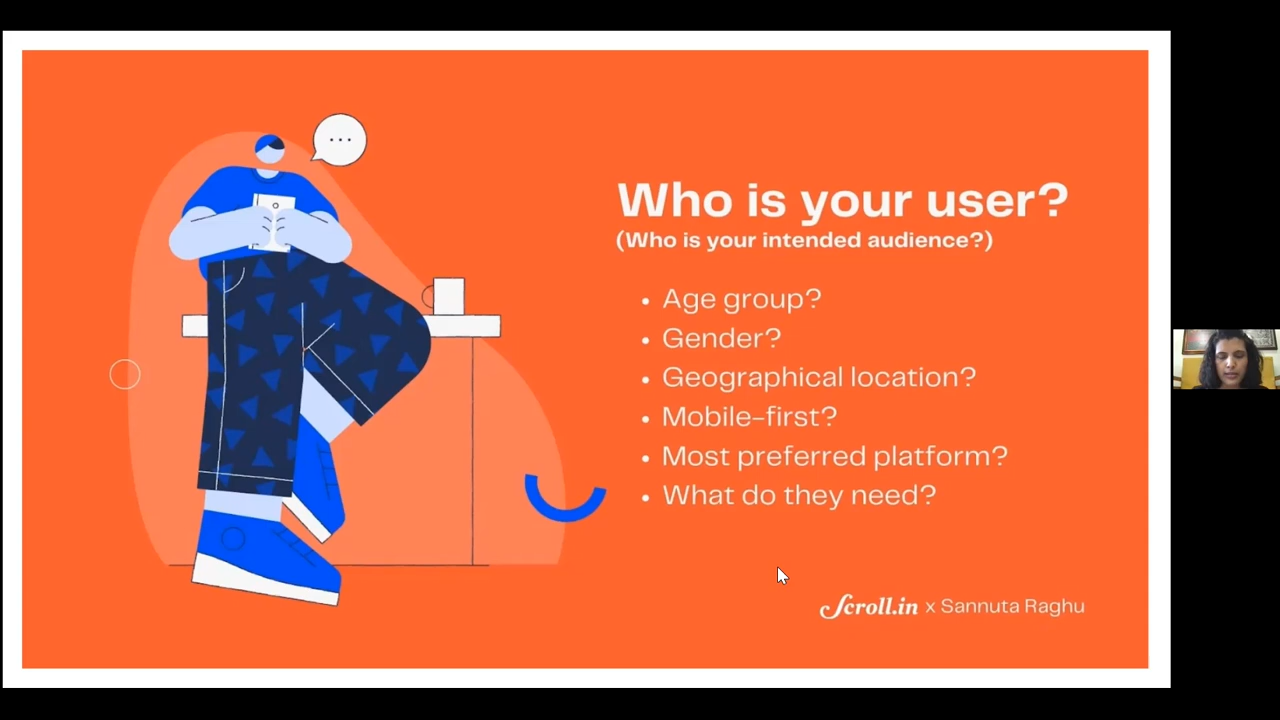 Who is your user?
(Who is your intended audience?)
• Age group?
• Gender?
• Geographical location?
• Mobile-first?
• Most preferred platform?
• What do they need?
Scroll.in x Sannuta Raghu